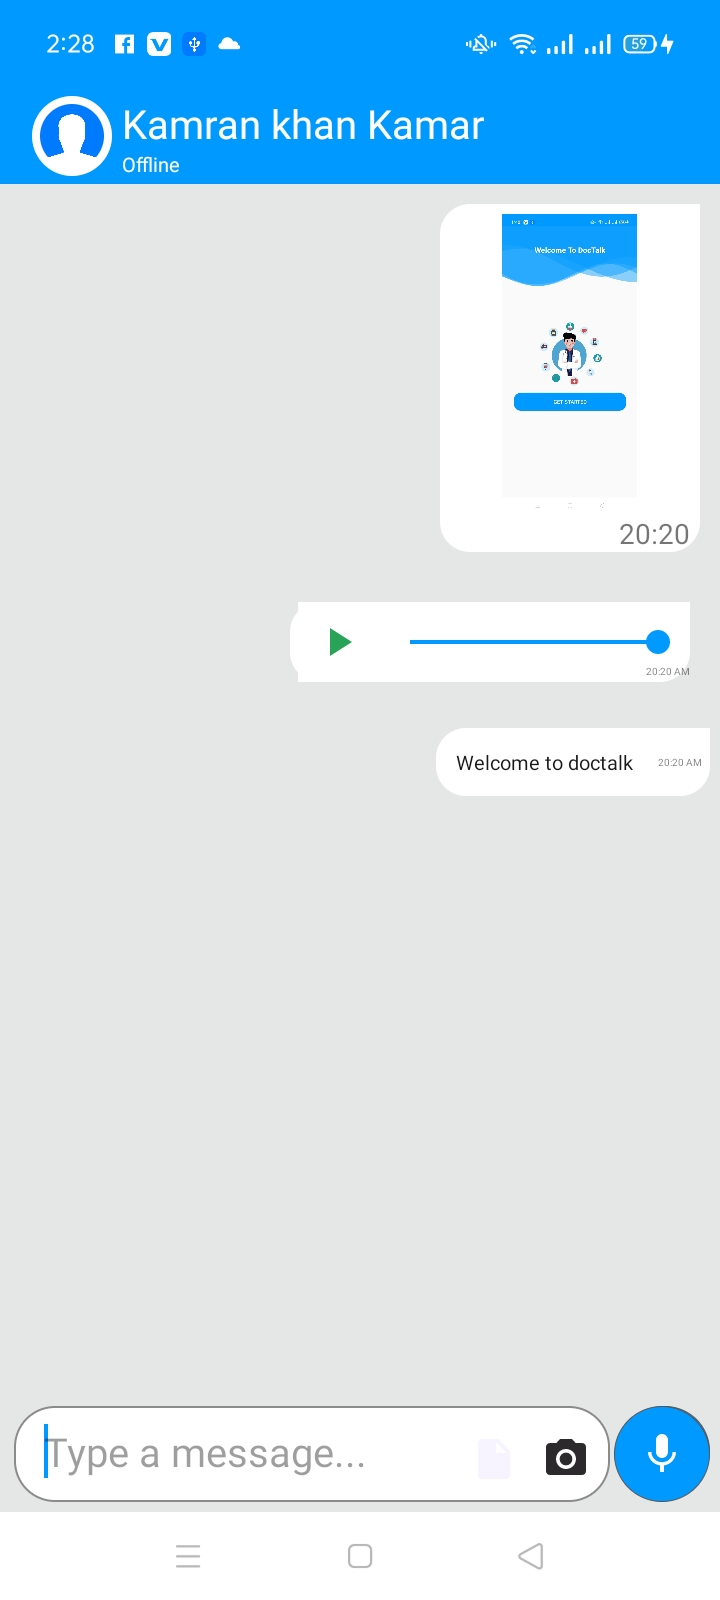 2:28
59
Kamran khan Kamar
Offline
Welcome To DocTalk
GET STARTED
20:20
20:20 AM
Welcome to doctalk 20:20 AM
Type a message...